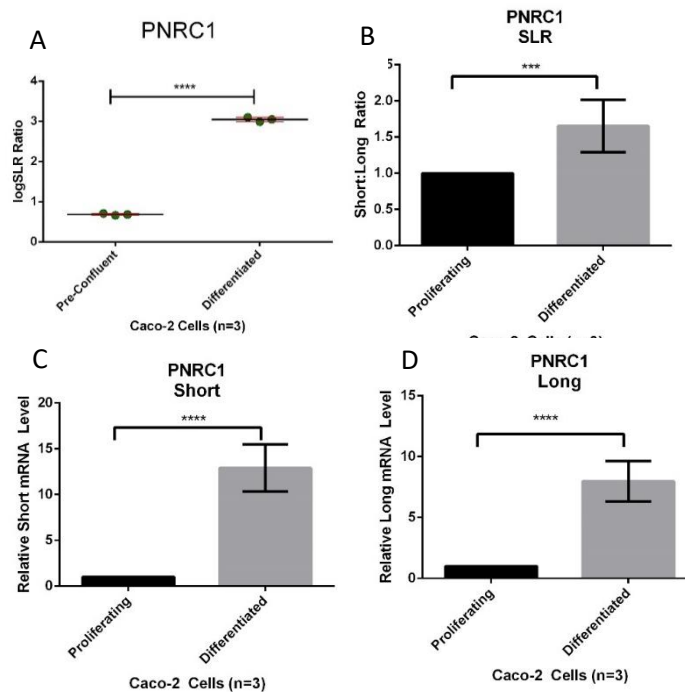 A
PNRC1
****
4
3
2
1
0
logSLR Ratio
Pre-Confluent
Differentiated
Caco-2 Cells (n=3)
B
PNRC1
SLR
***
2.5
2.0
1.5
1.0
0.5
0.0
Short:Long Ratio
Proliferating
Differentiated
C
PNRC1
Short
****
20
15
10
5
0
Relative Short mRNA Level
Proliferating
Differentiated
Caco-2 Cells (n=3)
D
PNRC1
Long
****
15
10
5
0
Relative Long mRNA Level
Proliferating
Differentiated
Caco-2 Cells (n=3)